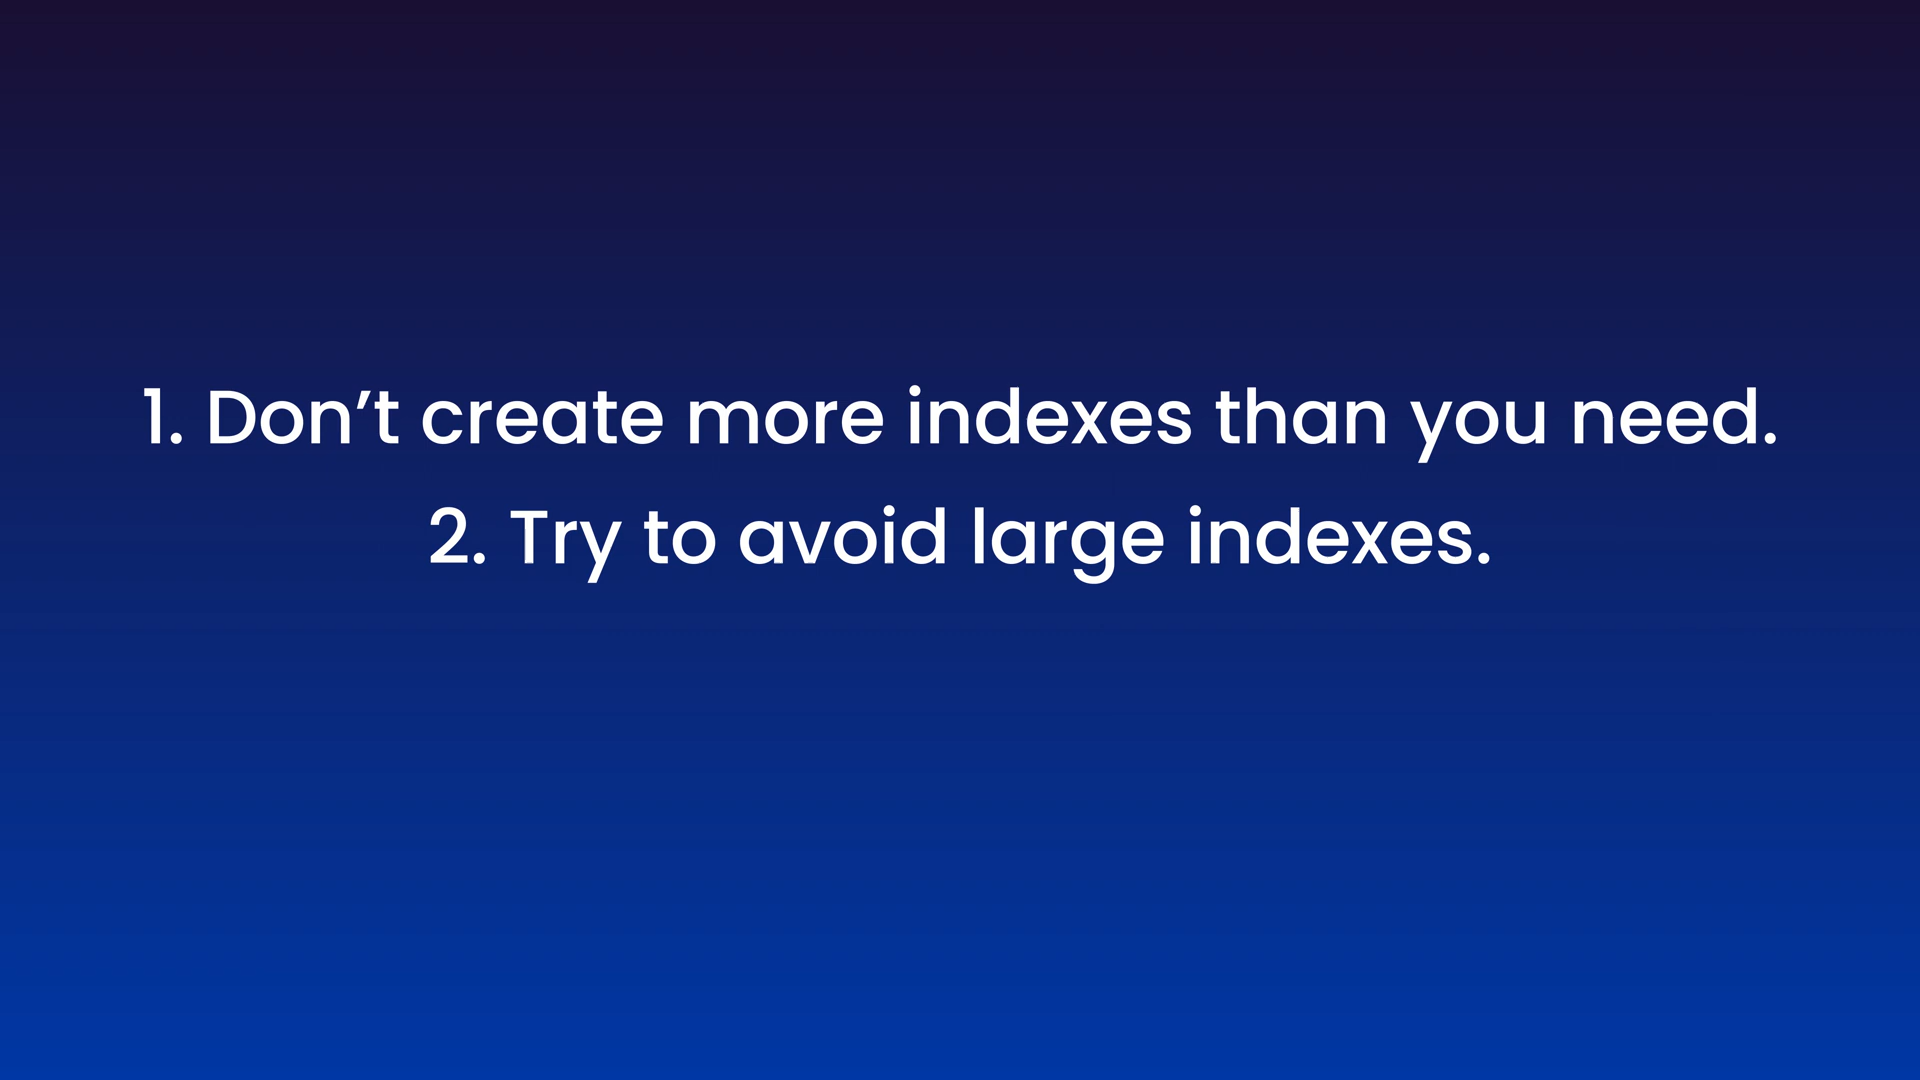 1. Don’t create more indexes than you need.
2. Try to avoid large indexes.